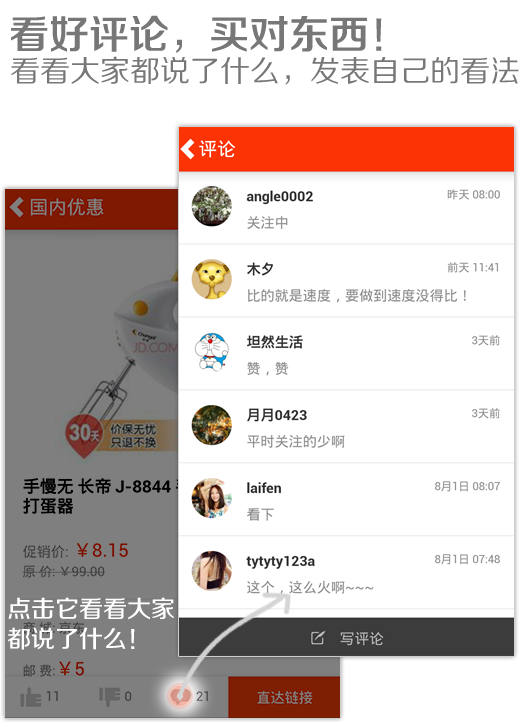 看好评论，买对东西！
看看大家都说了什么，发表自己的看法
评论
angle0002
昨天 08:00
关注中
木夕
前天 11:41
比的就是速度，要做到速度没得比！
坦然生活
3天前
赞，赞
月月0423
3天前
平时关注的少啊
laifen
8月1日 08:07
看下
tytyty123a
8月1日 07:48
这个，这么火啊~~~
写评论
国内优惠
JD.COM
30天
价保无忧
只退不换
手慢无 长帝 J-8844
打蛋器
促销价: ￥8.15
原 价: ￥99.00
点击它看看大家
都说了什么！
商 城: 京东
邮 费: ￥5
11
0
21
直达链接